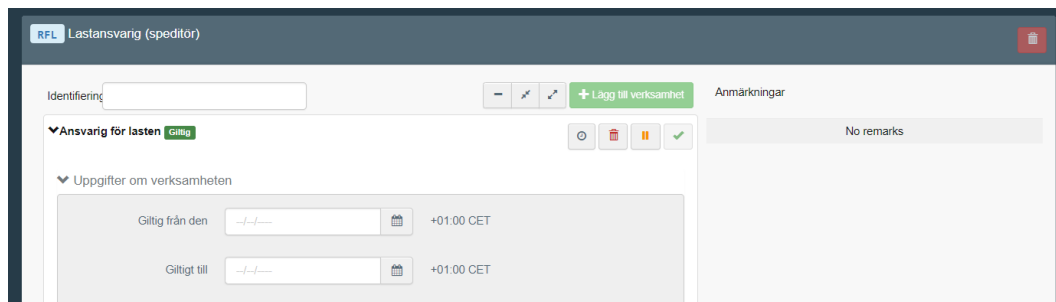 RFL Lastansvarig (speditör)
Identifiering
Lägg till verksamhet
Anmärkningar
Ansvarig för lasten Giltig
No remarks
Uppgifter om verksamheten
Giltig från den --/--/---- +01:00 CET
Giltigt till --/--/---- +01:00 CET